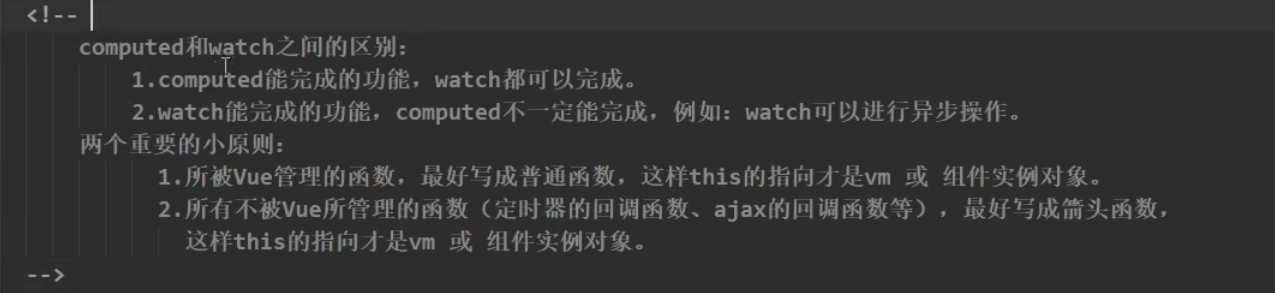 <!--
computed和watch之间的区别：
1.computed能完成的功能，watch都可以完成。
2.watch能完成的功能，computed不一定能完成，例如：watch可以进行异步操作。
两个重要的小原则：
1.所被Vue管理的函数，最好写成普通函数，这样this的指向才是vm 或 组件实例对象。
2.所有不被Vue所管理的函数（定时器的回调函数、ajax的回调函数等），最好写成箭头函数，
这样this的指向才是vm 或 组件实例对象。
-->